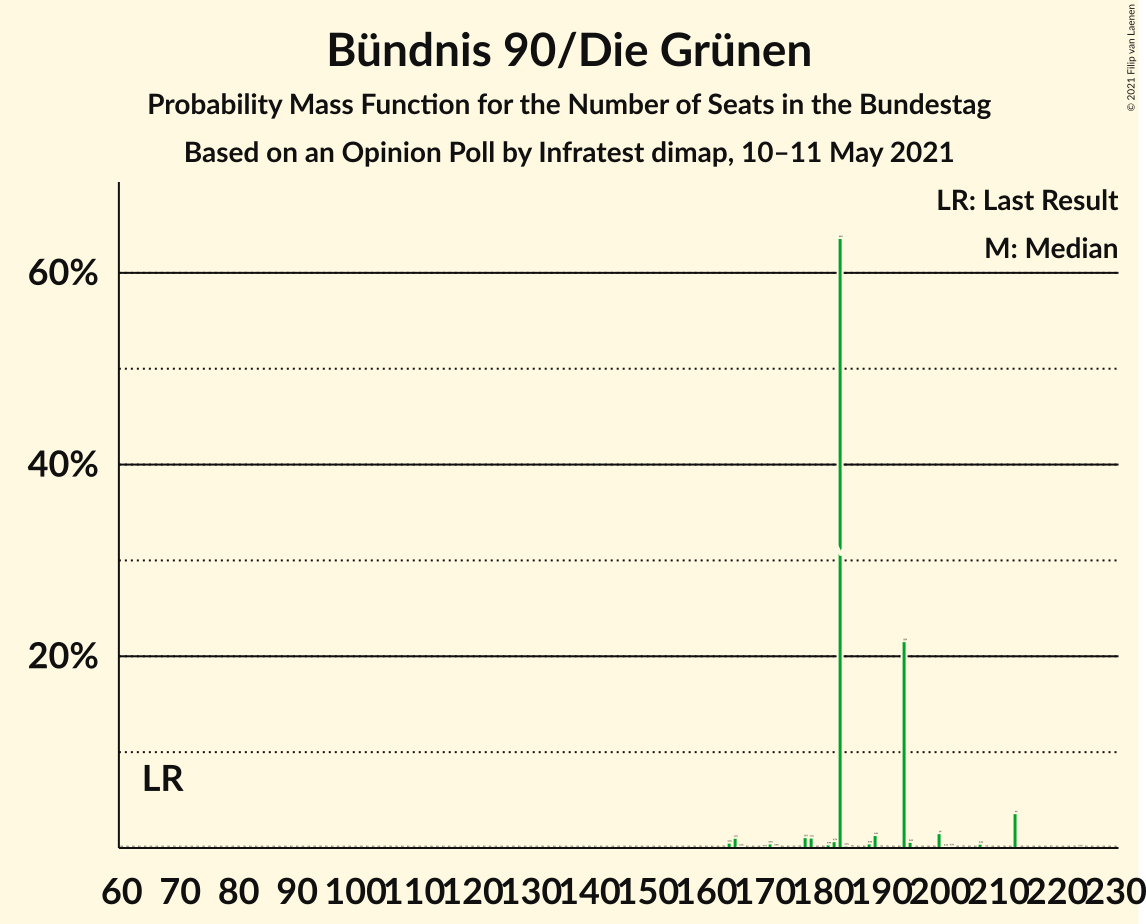 Bündnis 90/Die Grünen
Probability Mass Function for the Number of Seats in the Bundestag
Based on an Opinion Poll by Infratest dimap, 10–11 May 2021
© 2021 Filip van Laenen
LR: Last Result
M: Median
60%
40%
20%
LR
60 70 80 90 100 110 120 130 140 150 160 170 180 190 200 210 220 230